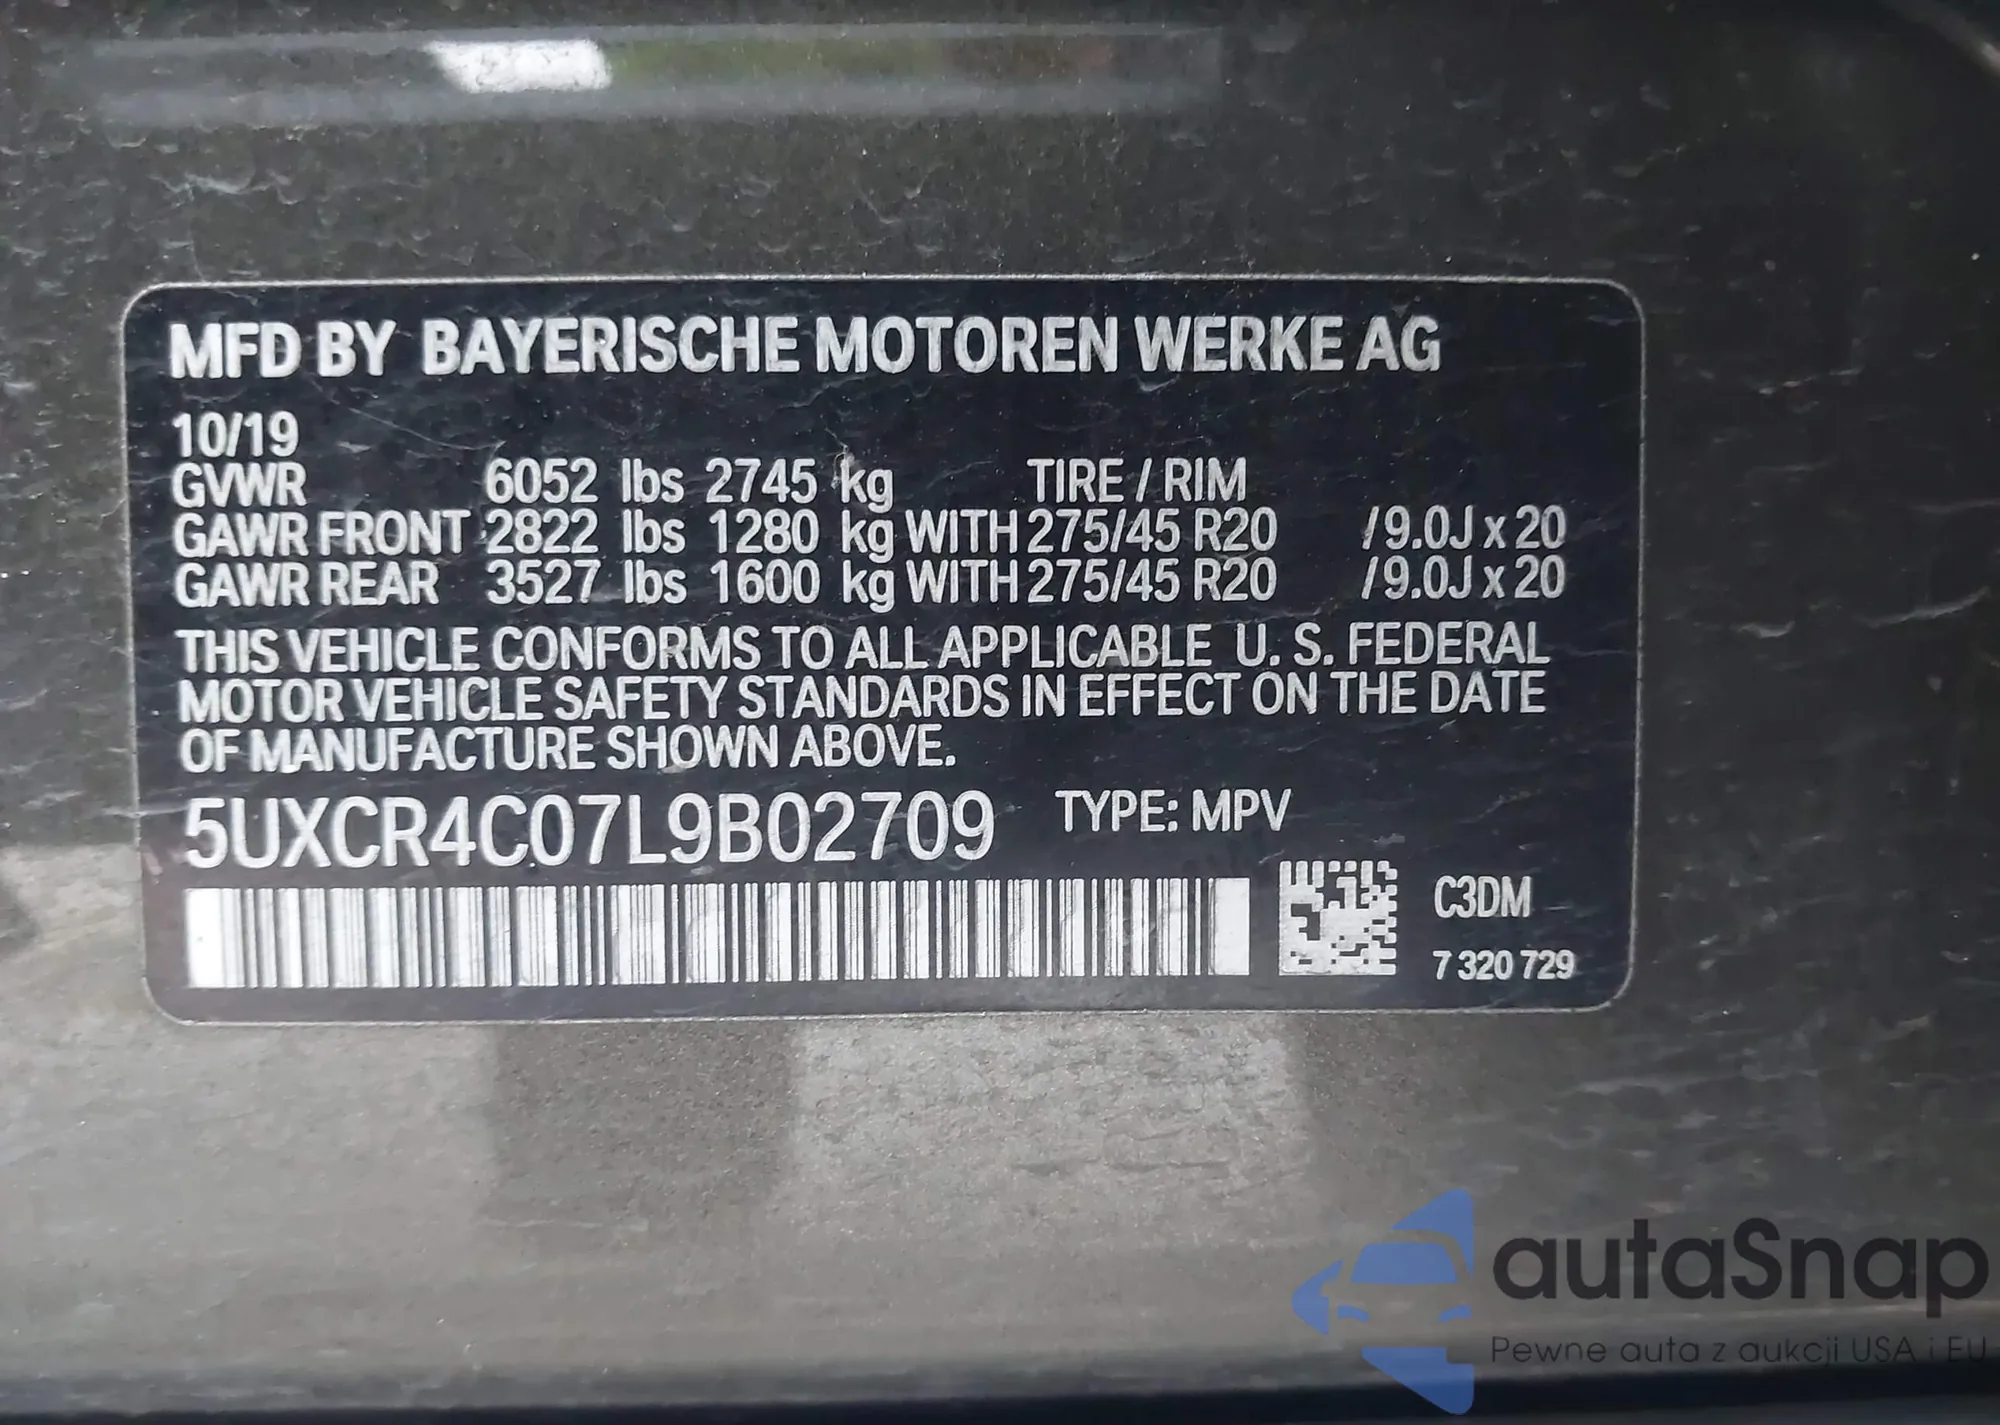 MFD BY BAYERISCHE MOTOREN WERKE AG
10/19
GVWR 6052 lbs 2745 kg TIRE / RIM
GAWR FRONT 2822 lbs 1280 kg WITH 275/45 R20 /9.0J x 20
GAWR REAR 3527 lbs 1600 kg WITH 275/45 R20 /9.0J x 20
THIS VEHICLE CONFORMS TO ALL APPLICABLE U. S. FEDERAL
MOTOR VEHICLE SAFETY STANDARDS IN EFFECT ON THE DATE
OF MANUFACTURE SHOWN ABOVE.
5UXCR4C07L9B02709 TYPE: MPV
C3DM
7 320 729
autaSnap
Pewne auta z aukcji USA i EU